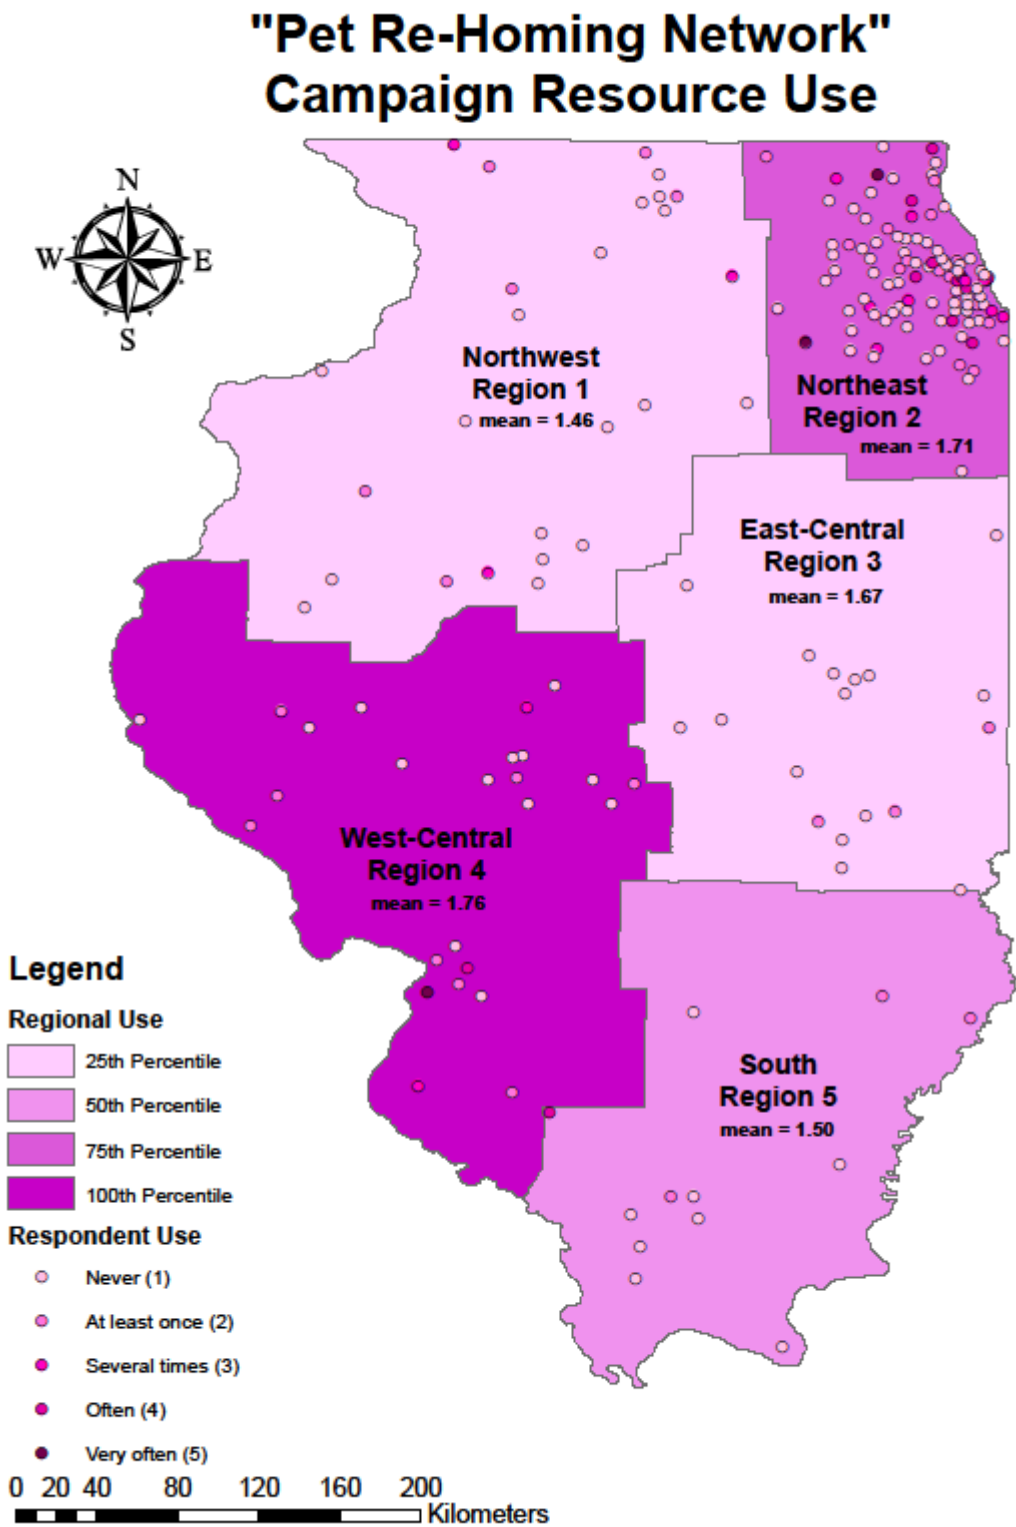 "Pet Re-Homing Network"
Campaign Resource Use
N
W
E
S
Northwest
Region 1
mean = 1.46
Northeast
Region 2
mean = 1.71
East-Central
Region 3
mean = 1.67
West-Central
Region 4
mean = 1.76
South
Region 5
mean = 1.50
Legend
Regional Use
25th Percentile
50th Percentile
75th Percentile
100th Percentile
Respondent Use
Never (1)
At least once (2)
Several times (3)
Often (4)
Very often (5)
0 20 40 80 120 160 200
Kilometers